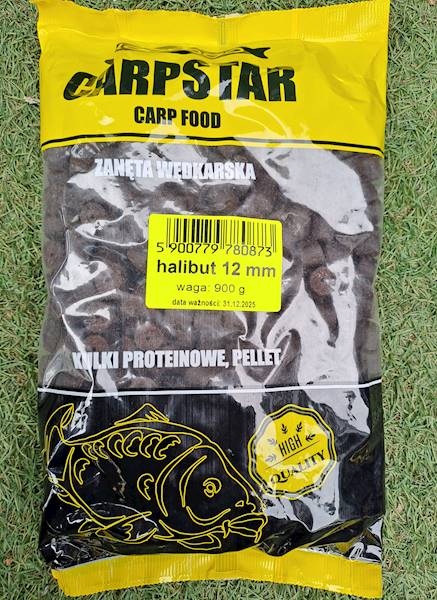 CARPSTAR
CARP FOOD
ZANĘTA WĘDKARSKA
5 900779 780873
halibut 12 mm
waga: 900 g
data ważności: 31.12.2025
KULKI PROTEINOWE, PELLET
HIGH
QUALITY